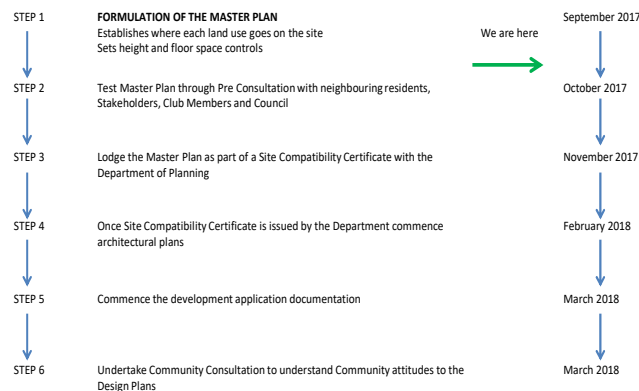 STEP 1 FORMULATION OF THE MASTER PLAN September 2017
Establishes where each land use goes on the site We are here
Sets height and floor space controls
STEP 2 Test Master Plan through Pre Consultation with neighbouring residents, October 2017
Stakeholders, Club Members and Council
STEP 3 Lodge the Master Plan as part of a Site Compatibility Certificate with the November 2017
Department of Planning
STEP 4 Once Site Compatibility Certificate is issued by the Department commence February 2018
architectural plans
STEP 5 Commence the development application documentation March 2018
STEP 6 Undertake Community Consultation to understand Community attitudes to the March 2018
Design Plans